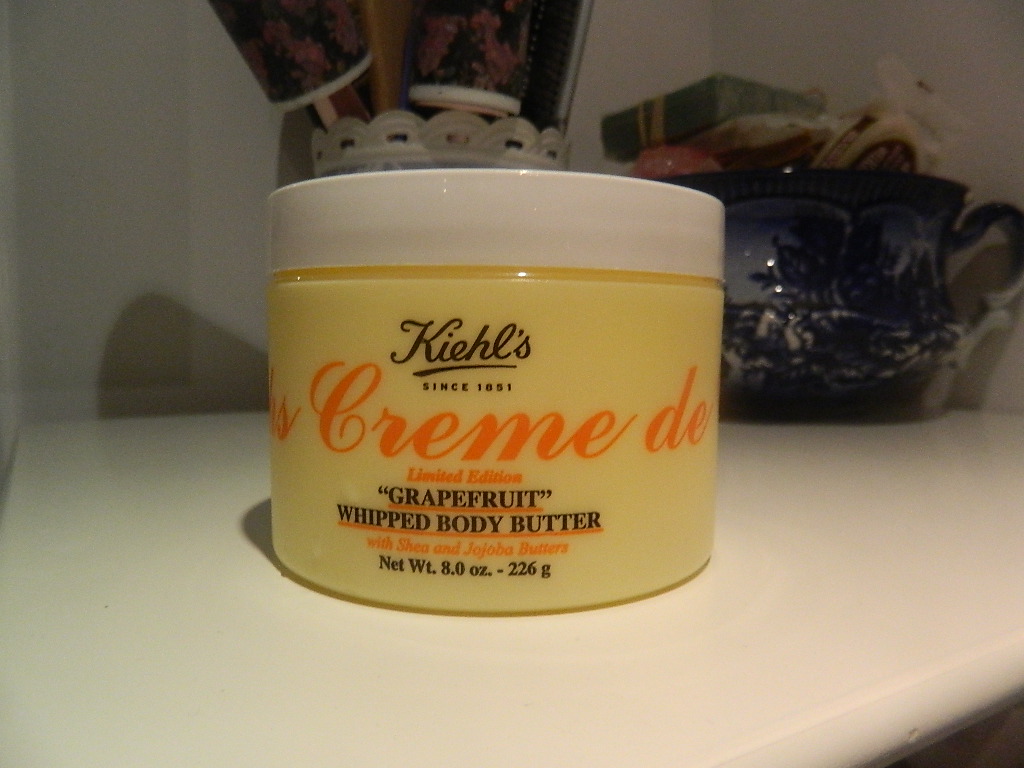 Kiehl's
SINCE 1851
Creme de
Limited Edition
"GRAPEFRUIT"
WHIPPED BODY BUTTER
with Shea and Jojoba Butters
Net Wt. 8.0 oz. - 226 g